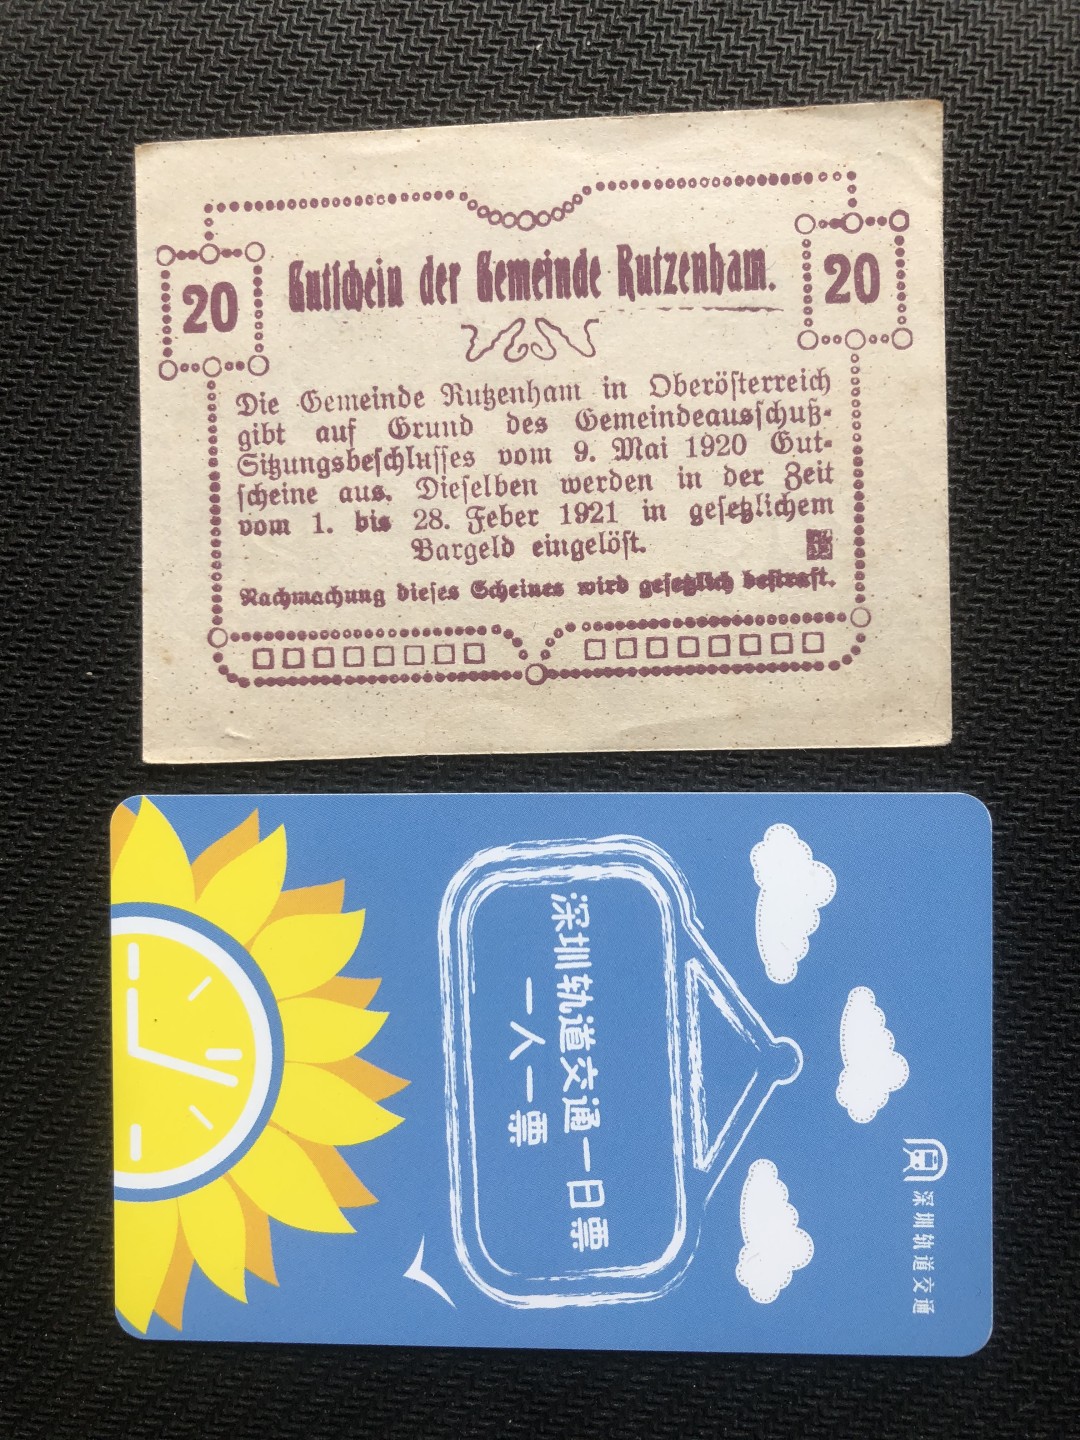 20
Gutschein der Gemeinde Rutzenham.
20
Die Gemeinde Rutzenham in Oberösterreich
gibt auf Grund des Gemeindeausschuß-
Sitzungsbeschlusses vom 9. Mai 1920 Gut-
scheine aus. Dieselben werden in der Zeit
vom 1. bis 28. Feber 1921 in gesetzlichem
Bargeld eingelöst.
Nachmachung dieses Scheines wird gesetzlich bestraft.
深圳轨道交通
深圳轨道交通一日票
一人一票